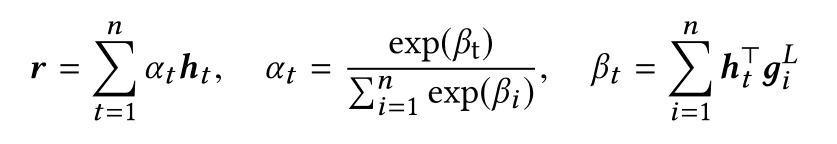 r = ∑_{t=1}^{n} α_t h_t, α_t = exp(β_t) / ∑_{i=1}^{n} exp(β_i), β_t = ∑_{i=1}^{n} h_t^⊤ g_i^L